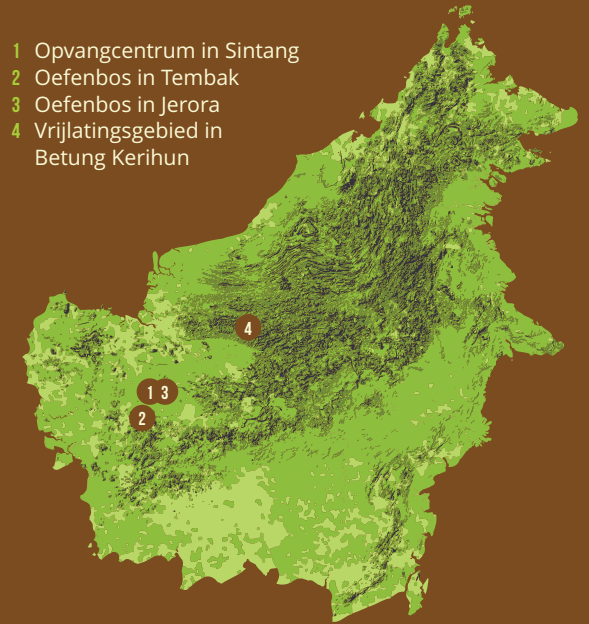 1 Opvangcentrum in Sintang
2 Oefenbos in Tembak
3 Oefenbos in Jerora
4 Vrijlatingsgebied in
Betung Kerihun
4
1 3
2